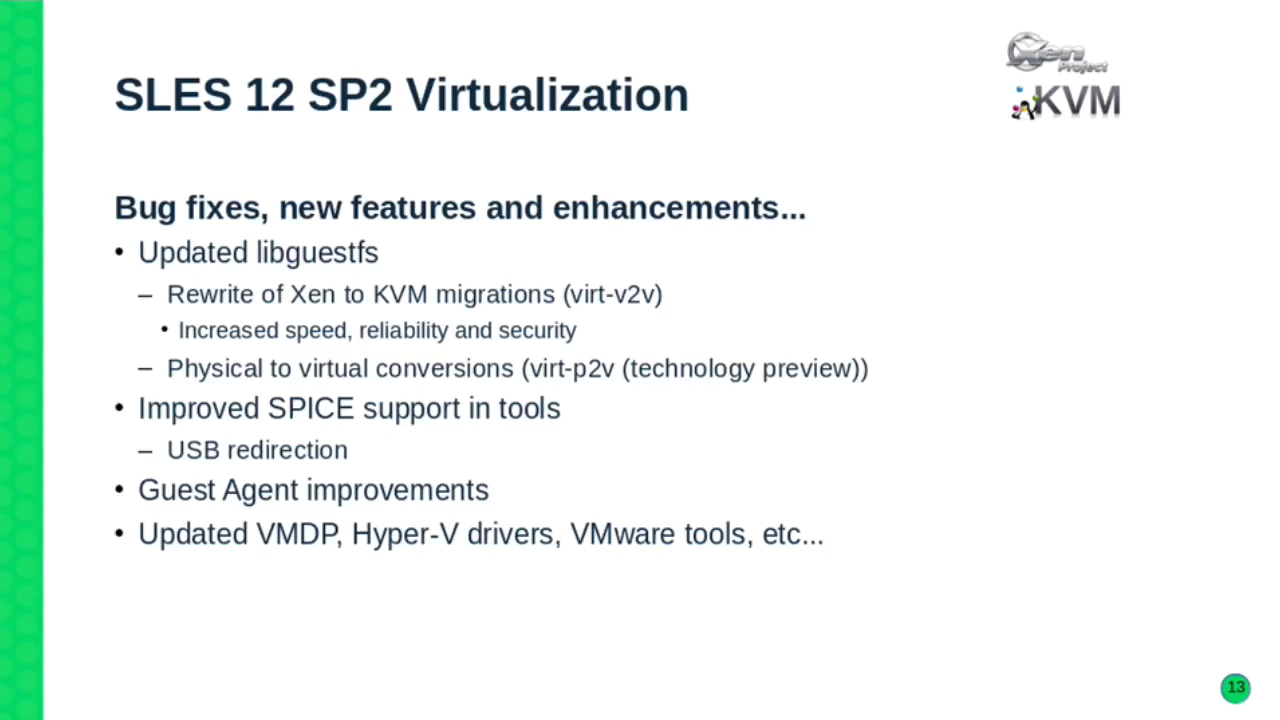 Xen
Project
KVM
SLES 12 SP2 Virtualization
Bug fixes, new features and enhancements...
• Updated libguestfs
– Rewrite of Xen to KVM migrations (virt-v2v)
• Increased speed, reliability and security
– Physical to virtual conversions (virt-p2v (technology preview))
• Improved SPICE support in tools
– USB redirection
• Guest Agent improvements
• Updated VMDP, Hyper-V drivers, VMware tools, etc...
13